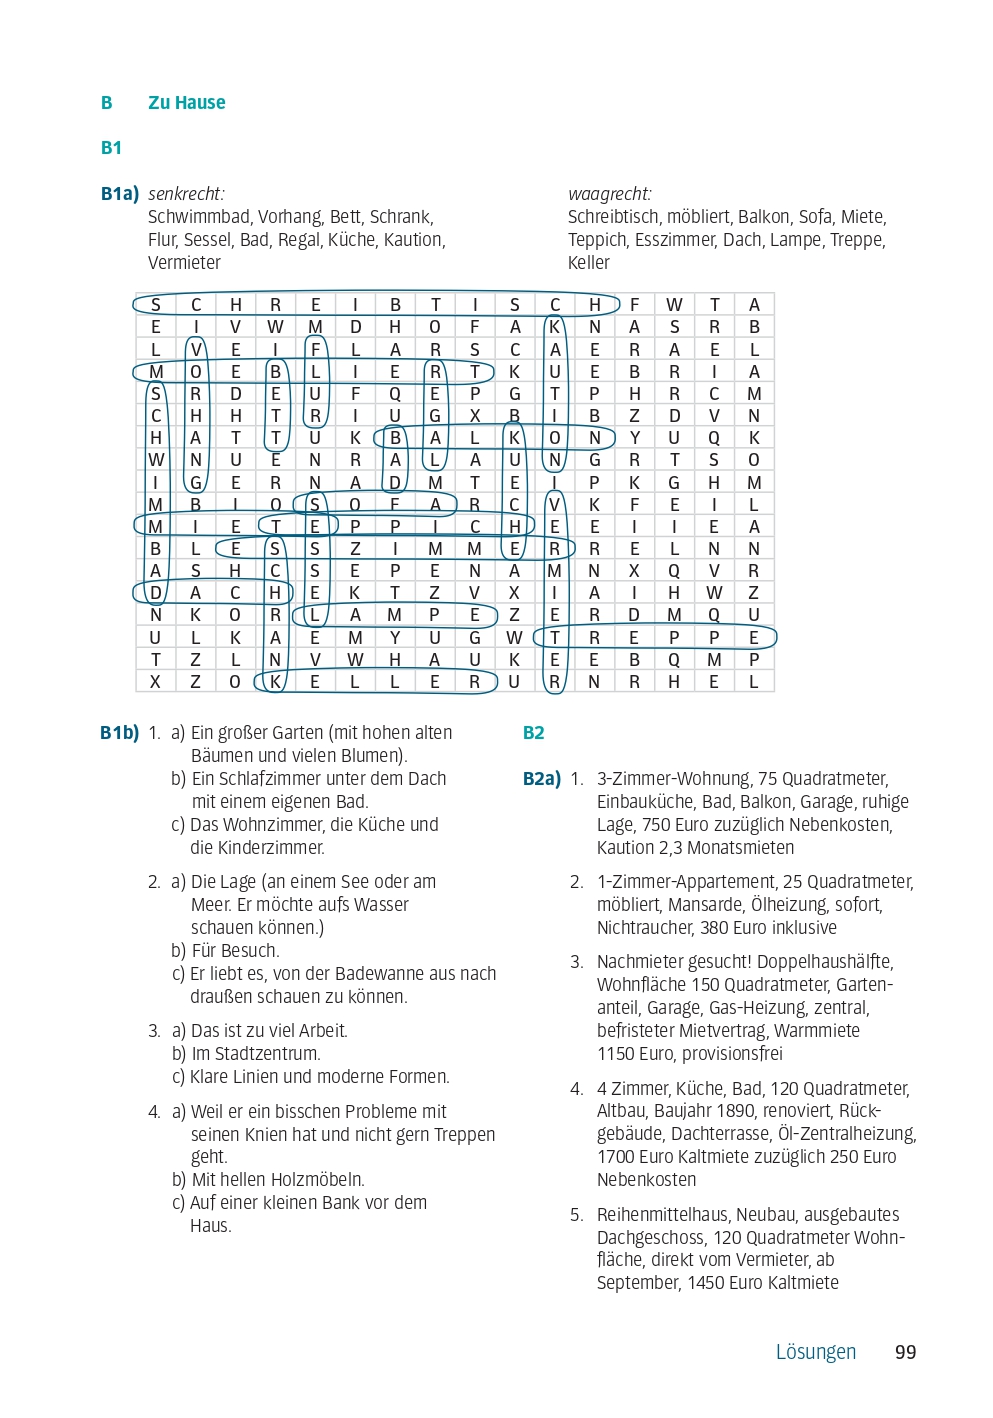 B Zu Hause
B1
B1a) senkrecht:
Schwimmbad, Vorhang, Bett, Schrank,
Flur, Sessel, Bad, Regal, Küche, Kaution,
Vermieter
waagrecht:
Schreibtisch, möbliert, Balkon, Sofa, Miete,
Teppich, Esszimmer, Dach, Lampe, Treppe,
Keller
S C H R E I B T I S C H F W T A
E I V W M D H O F A K N A S R B
L V E I F L A R S C A E R A E L
M O E B L I E R T K U E B R I A
S R D E U F Q E P G T P H R C M
C H H T R I U G X B I B Z D V N
H A T T U K B A L K O N Y U Q K
W N U E N R A L A U N G R T S O
I G E R N A D M T E I P K G H M
M B I O S O F A R C V K F E I L
M I E T E P P I C H E E I I E A
B L E S S Z I M M E R R E L N N
A S H C S E P E N A M N X Q V R
D A C H E K T Z V X I A I H W Z
N K O R L A M P E Z E R D M Q U
U L K A E M Y U G W T R E P P E
T Z L N V W H A U K E E B Q M P
X Z O K E L L E R U R N R H E L
B1b) 1. a) Ein großer Garten (mit hohen alten
Bäumen und vielen Blumen).
b) Ein Schlafzimmer unter dem Dach
mit einem eigenen Bad.
c) Das Wohnzimmer, die Küche und
die Kinderzimmer.
2. a) Die Lage (an einem See oder am
Meer. Er möchte aufs Wasser
schauen können.)
b) Für Besuch.
c) Er liebt es, von der Badewanne aus nach
draußen schauen zu können.
3. a) Das ist zu viel Arbeit.
b) Im Stadtzentrum.
c) Klare Linien und moderne Formen.
4. a) Weil er ein bisschen Probleme mit
seinen Knien hat und nicht gern Treppen
geht.
b) Mit hellen Holzmöbeln.
c) Auf einer kleinen Bank vor dem
Haus.
B2
B2a) 1. 3-Zimmer-Wohnung, 75 Quadratmeter,
Einbauküche, Bad, Balkon, Garage, ruhige
Lage, 750 Euro zuzüglich Nebenkosten,
Kaution 2,3 Monatsmieten
2. 1-Zimmer-Appartement, 25 Quadratmeter,
möbliert, Mansarde, Ölheizung, sofort,
Nichtraucher, 380 Euro inklusive
3. Nachmieter gesucht! Doppelhaushälfte,
Wohnfläche 150 Quadratmeter, Garten-
anteil, Garage, Gas-Heizung, zentral,
befristeter Mietvertrag, Warmmiete
1150 Euro, provisionsfrei
4. 4 Zimmer, Küche, Bad, 120 Quadratmeter,
Altbau, Baujahr 1890, renoviert, Rück-
gebäude, Dachterrasse, Öl-Zentralheizung,
1700 Euro Kaltmiete zuzüglich 250 Euro
Nebenkosten
5. Reihenmittelhaus, Neubau, ausgebautes
Dachgeschoss, 120 Quadratmeter Wohn-
fläche, direkt vom Vermieter, ab
September, 1450 Euro Kaltmiete
Lösungen 99